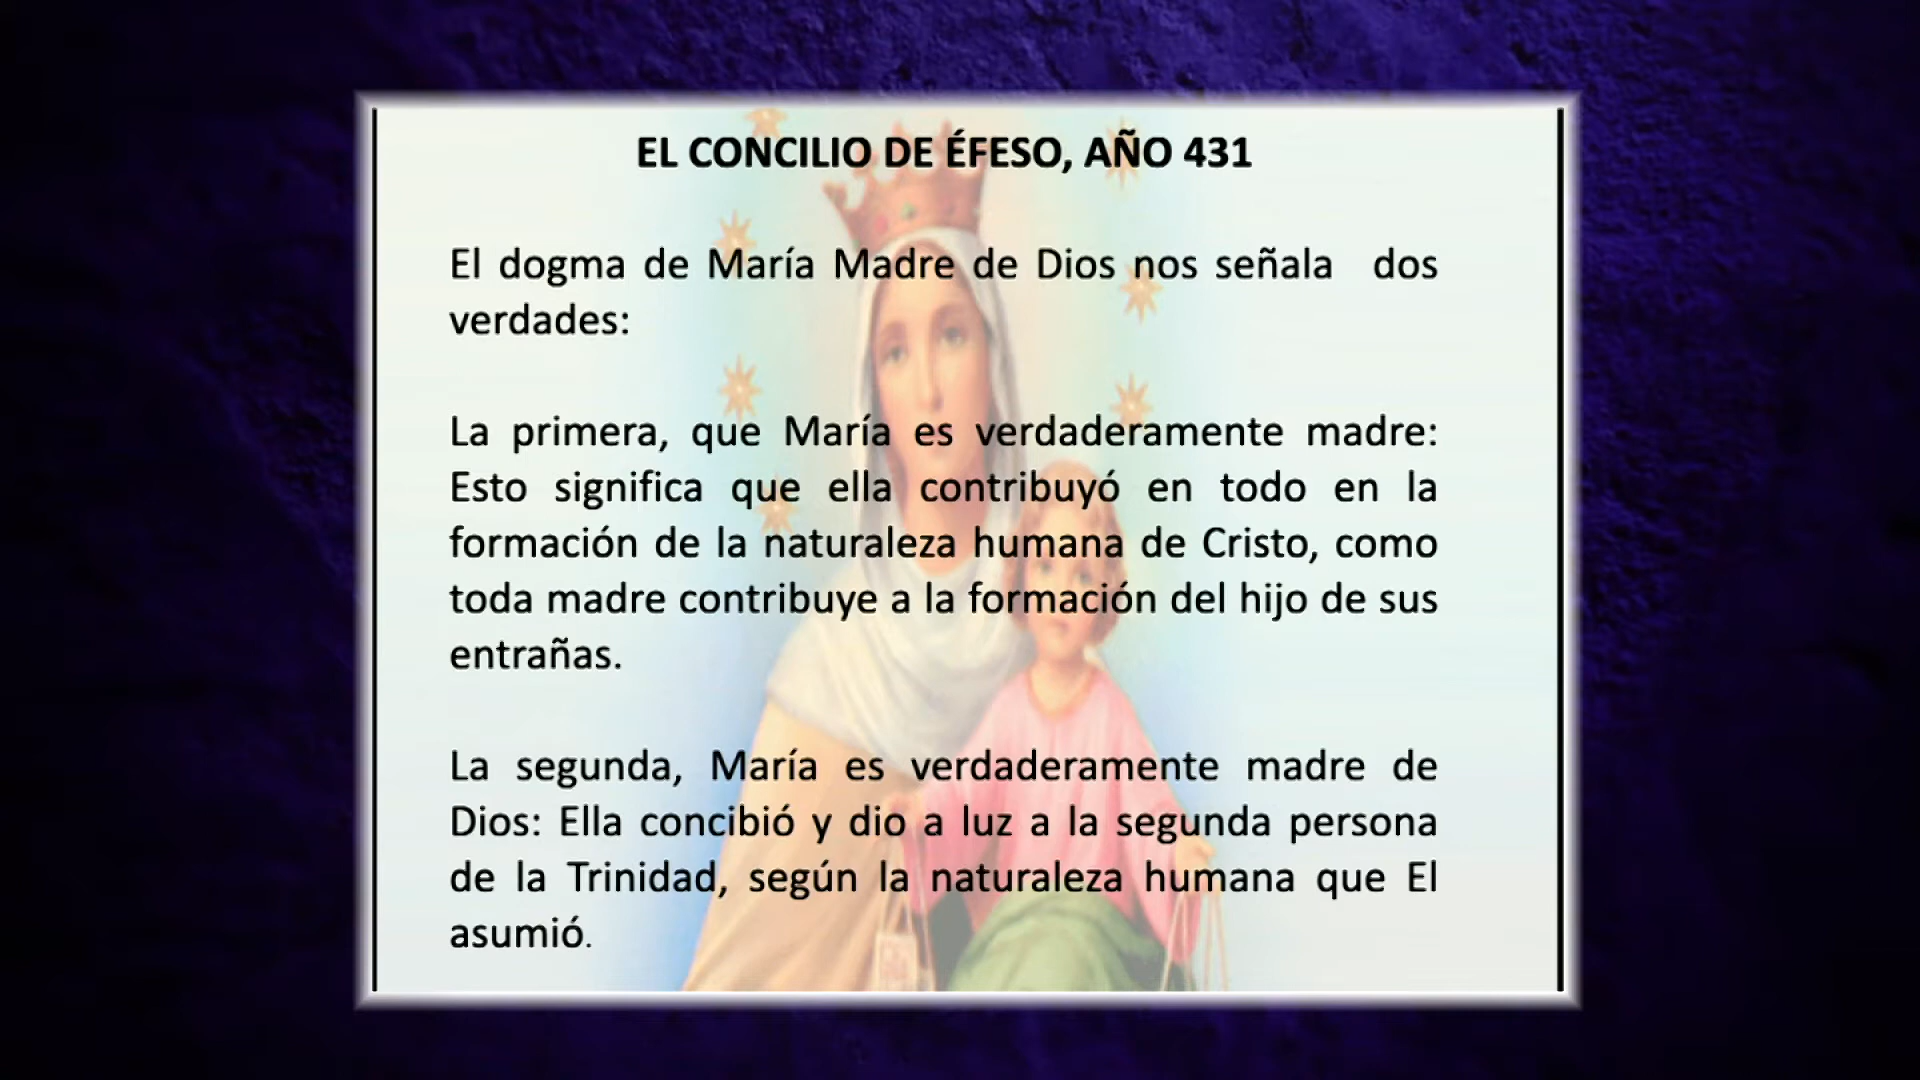 EL CONCILIO DE ÉFESO, AÑO 431
El dogma de María Madre de Dios nos señala  dos
verdades:
La primera, que María es verdaderamente madre:
Esto significa que ella contribuyó en todo en la
formación de la naturaleza humana de Cristo, como
toda madre contribuye a la formación del hijo de sus
entrañas.
La segunda, María es verdaderamente madre de
Dios: Ella concibió y dio a luz a la segunda persona
de la Trinidad, según la naturaleza humana que El
asumió.